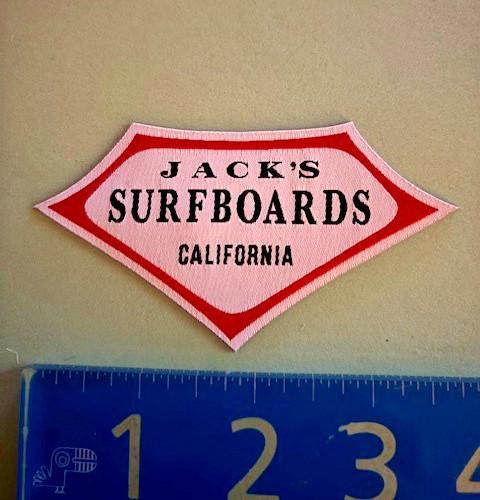 JACK'S
SURFBOARDS
CALIFORNIA
1 2 3 4